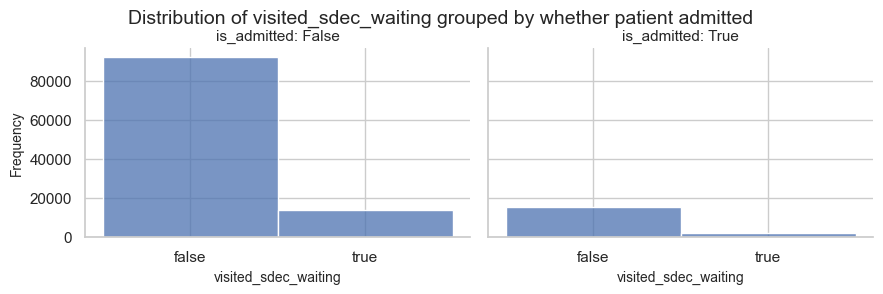 Distribution of visited_sdec_waiting grouped by whether patient admitted
is_admitted: False
is_admitted: True
Frequency
80000
60000
40000
20000
0
false
true
false
true
visited_sdec_waiting
visited_sdec_waiting